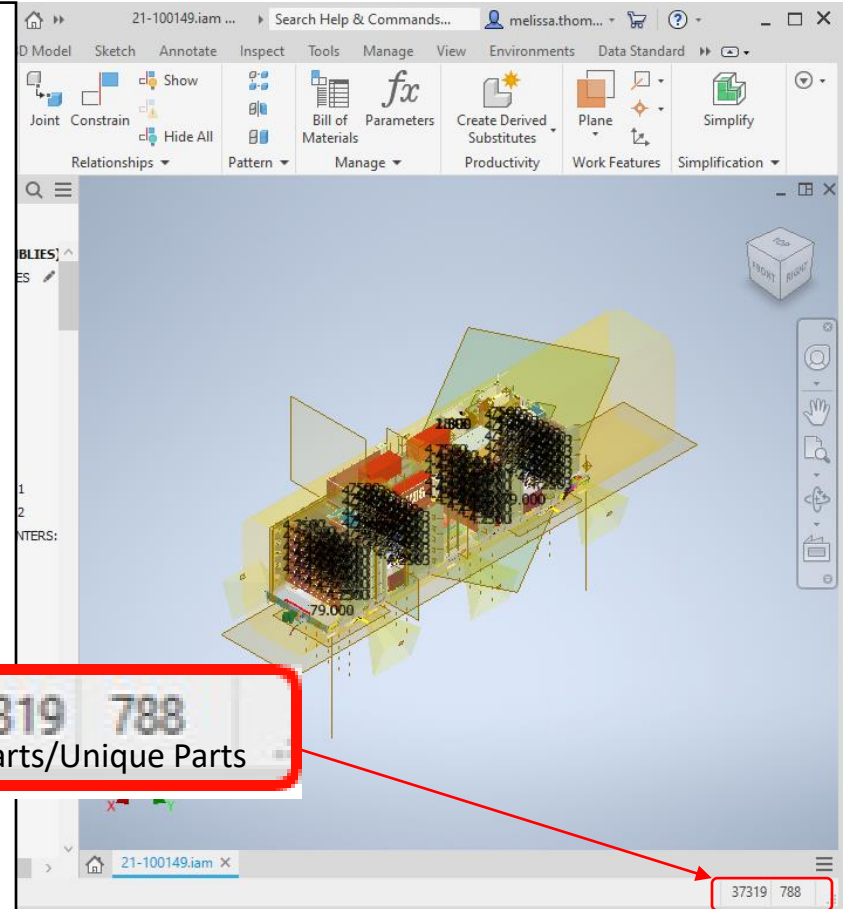 21-100149.iam ... Search Help & Commands... melissa.thom...
D Model Sketch Annotate Inspect Tools Manage View Environments Data Standard
Joint Constrain Show Hide All Bill of Materials Parameters Create Derived Substitutes Plane Simplify
Relationships Pattern Manage Productivity Work Features Simplification
BLIES]
ES
TOP
FRONT RIGHT
1
2
NTERS:
79.000
319 788
arts/Unique Parts
X Y
21-100149.iam
37319 788